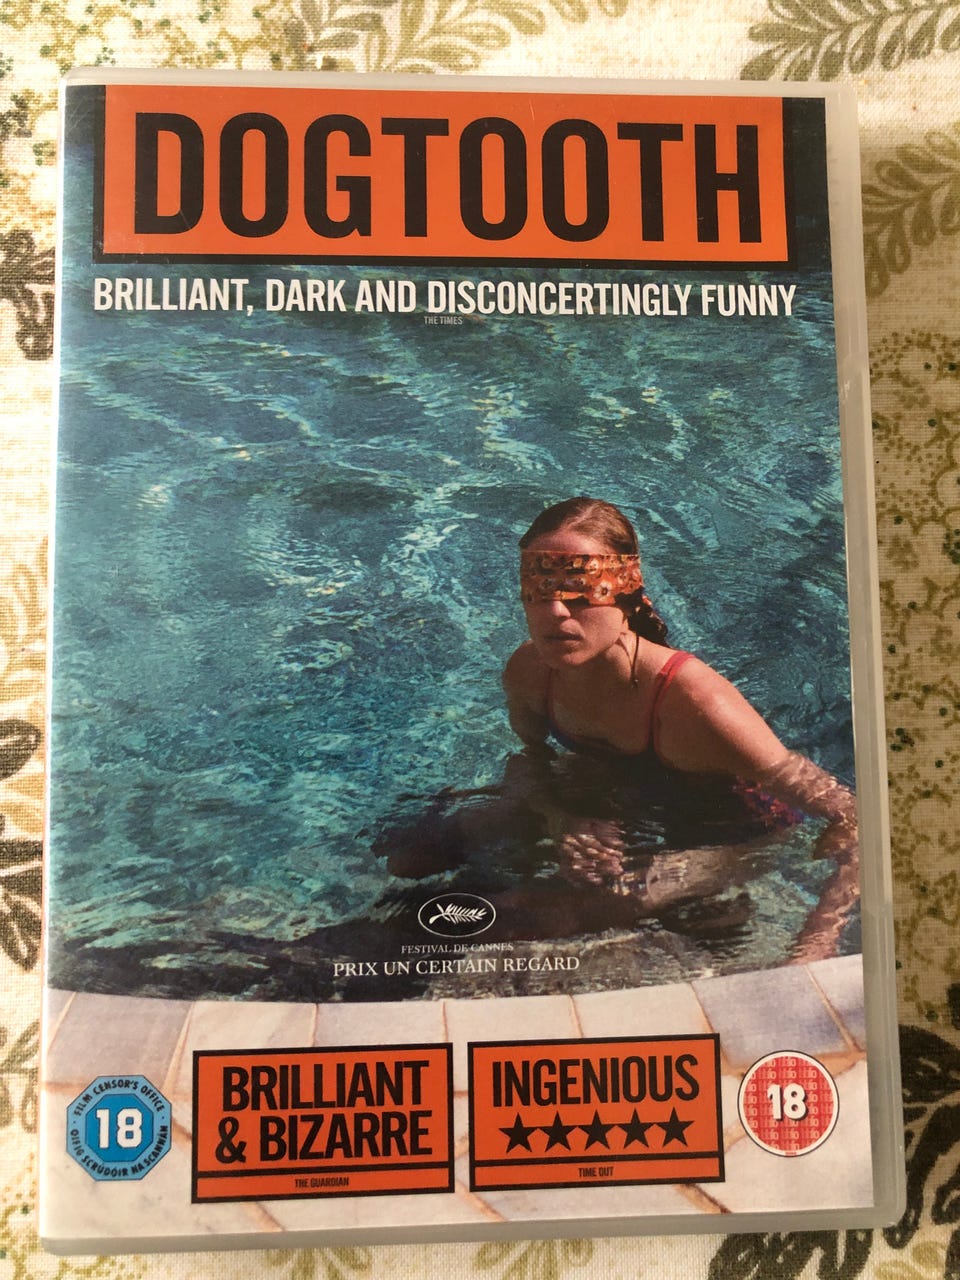 DOGTOOTH
BRILLIANT, DARK AND DISCONCERTINGLY FUNNY
THE TIMES
FESTIVAL DE CANNES
PRIX UN CERTAIN REGARD
BRILLIANT
& BIZARRE
THE GUARDIAN
INGENIOUS
★★★★★
TIME OUT
FILM CENSOR'S OFFICE
18
OIFIG SCRÚDÓIR NA SCANNÁN
18